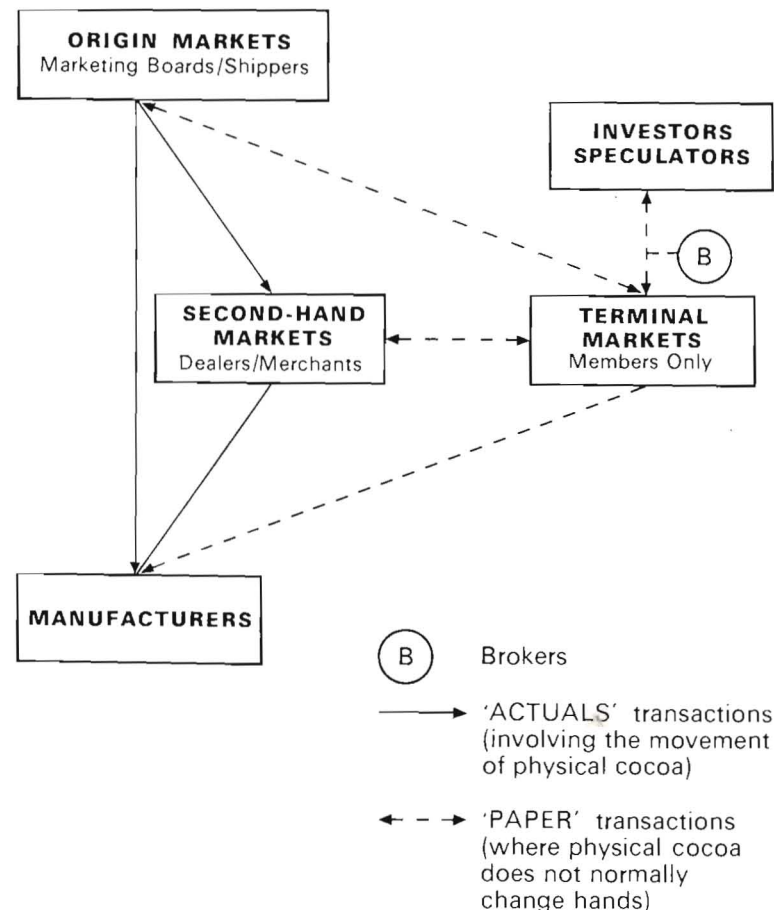 ORIGIN MARKETS
Marketing Boards/Shippers
INVESTORS
SPECULATORS
B
SECOND-HAND
MARKETS
Dealers/Merchants
TERMINAL
MARKETS
Members Only
MANUFACTURERS
B Brokers
'ACTUALS' transactions
(involving the movement
of physical cocoa)
'PAPER' transactions
(where physical cocoa
does not normally
change hands)